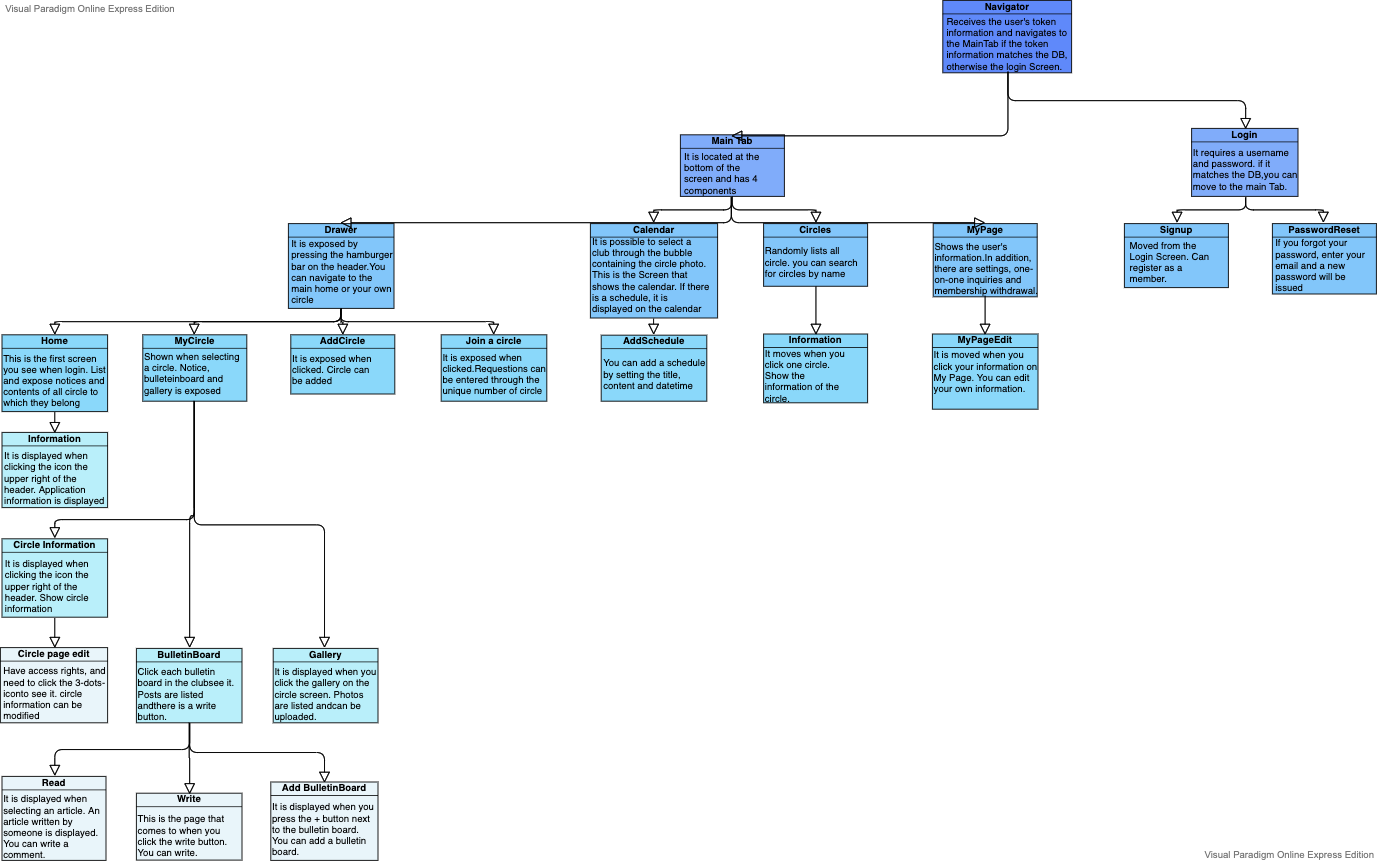 Visual Paradigm Online Express Edition
Navigator
Receives the user's token
information and navigates to
the MainTab if the token
information matches the DB,
otherwise the login Screen.
Main Tab
It is located at the
bottom of the
screen and has 4
components
Login
It requires a username
and password. if it
matches the DB,you can
move to the main Tab.
Drawer
It is exposed by
pressing the hamburger
bar on the header.You
can navigate to the
main home or your own
circle
Calendar
It is possible to select a
club through the bubble
containing the circle photo.
This is the Screen that
shows the calendar. If there
is a schedule, it is
displayed on the calendar
Circles
Randomly lists all
circle. you can search
for circles by name
MyPage
Shows the user's
information.In addition,
there are settings, one-
on-one inquiries and
membership withdrawal.
Signup
Moved from the
Login Screen. Can
register as a
member.
PasswordReset
If you forgot your
password, enter your
email and a new
password will be
issued
Home
This is the first screen
you see when login. List
and expose notices and
contents of all circle to
which they belong
MyCircle
Shown when selecting
a circle. Notice,
bulleteinboard and
gallery is exposed
AddCircle
It is exposed when
clicked. Circle can
be added
Join a circle
It is exposed when
clicked.Requestions can
be entered through the
unique number of circle
AddSchedule
You can add a schedule
by setting the title,
content and datetime
Information
It moves when you
click one circle.
Show the
information of the
circle.
MyPageEdit
It is moved when you
click your information on
My Page. You can edit
your own information.
Information
It is displayed when
clicking the icon the
upper right of the
header. Application
information is displayed
Circle Information
It is displayed when
clicking the icon the
upper right of the
header. Show circle
information
Circle page edit
Have access rights, and
need to click the 3-dots-
iconto see it. circle
information can be
modified
BulletinBoard
Click each bulletin
board in the clubsee it.
Posts are listed
andthere is a write
button.
Gallery
It is displayed when you
click the gallery on the
circle screen. Photos
are listed andcan be
uploaded.
Read
It is displayed when
selecting an article. An
article written by
someone is displayed.
You can write a
comment.
Write
This is the page that
comes to when you
click the write button.
You can write.
Add BulletinBoard
It is displayed when you
press the + button next
to the bulletin board.
You can add a bulletin
board.
Visual Paradigm Online Express Edition